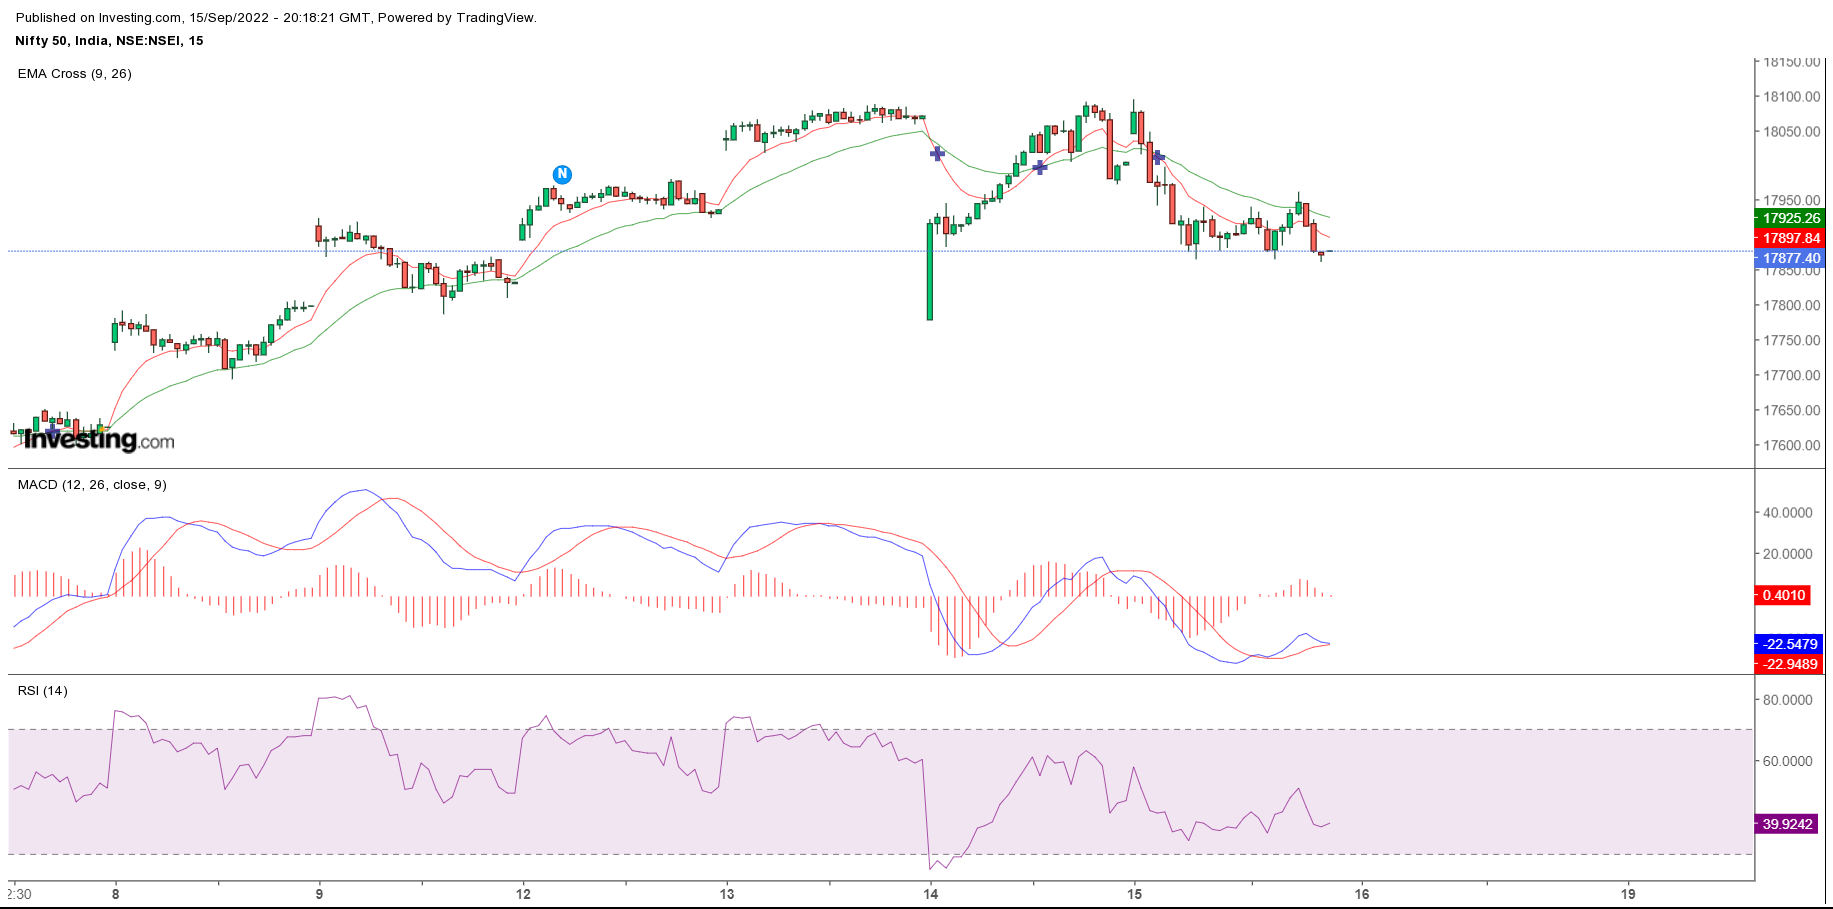 Published on Investing.com, 15/Sep/2022 - 20:18:21 GMT, Powered by TradingView.
Nifty 50, India, NSE:NSEI, 15
EMA Cross (9, 26)
18150.00
18100.00
18050.00
N
17950.00
17925.26
17897.84
17877.40
17850.00
17800.00
17750.00
17700.00
17650.00
17600.00
Investing.com
MACD (12, 26, close, 9)
40.0000
20.0000
0.4010
-22.5479
-22.9489
RSI (14)
80.0000
60.0000
39.9242
2:30 8 9 12 13 14 15 16 19